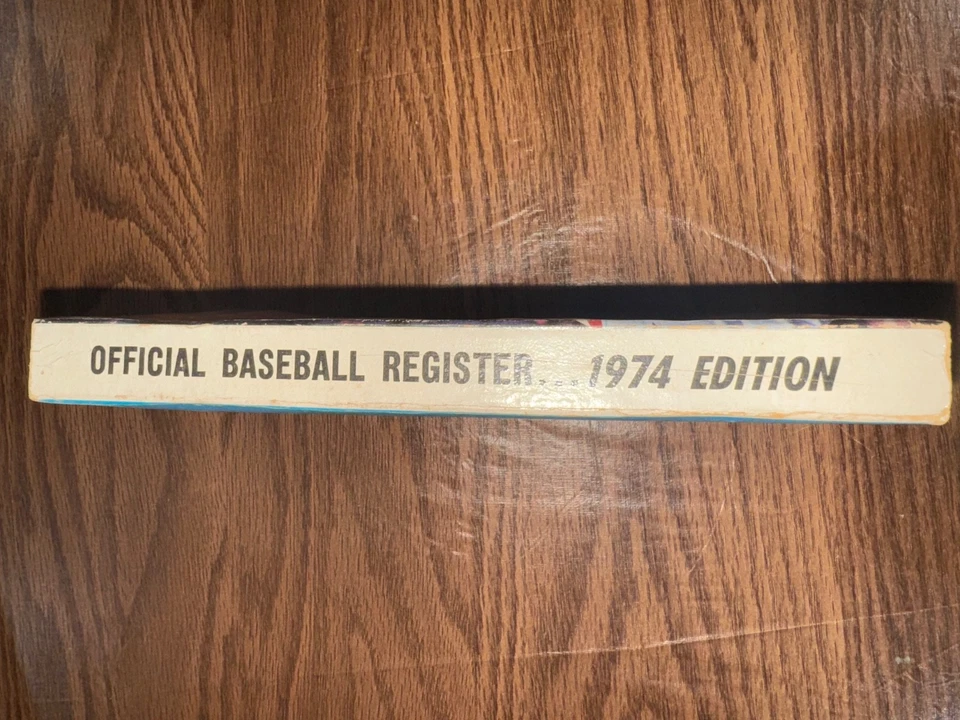 OFFICIAL BASEBALL REGISTER...1974 EDITION